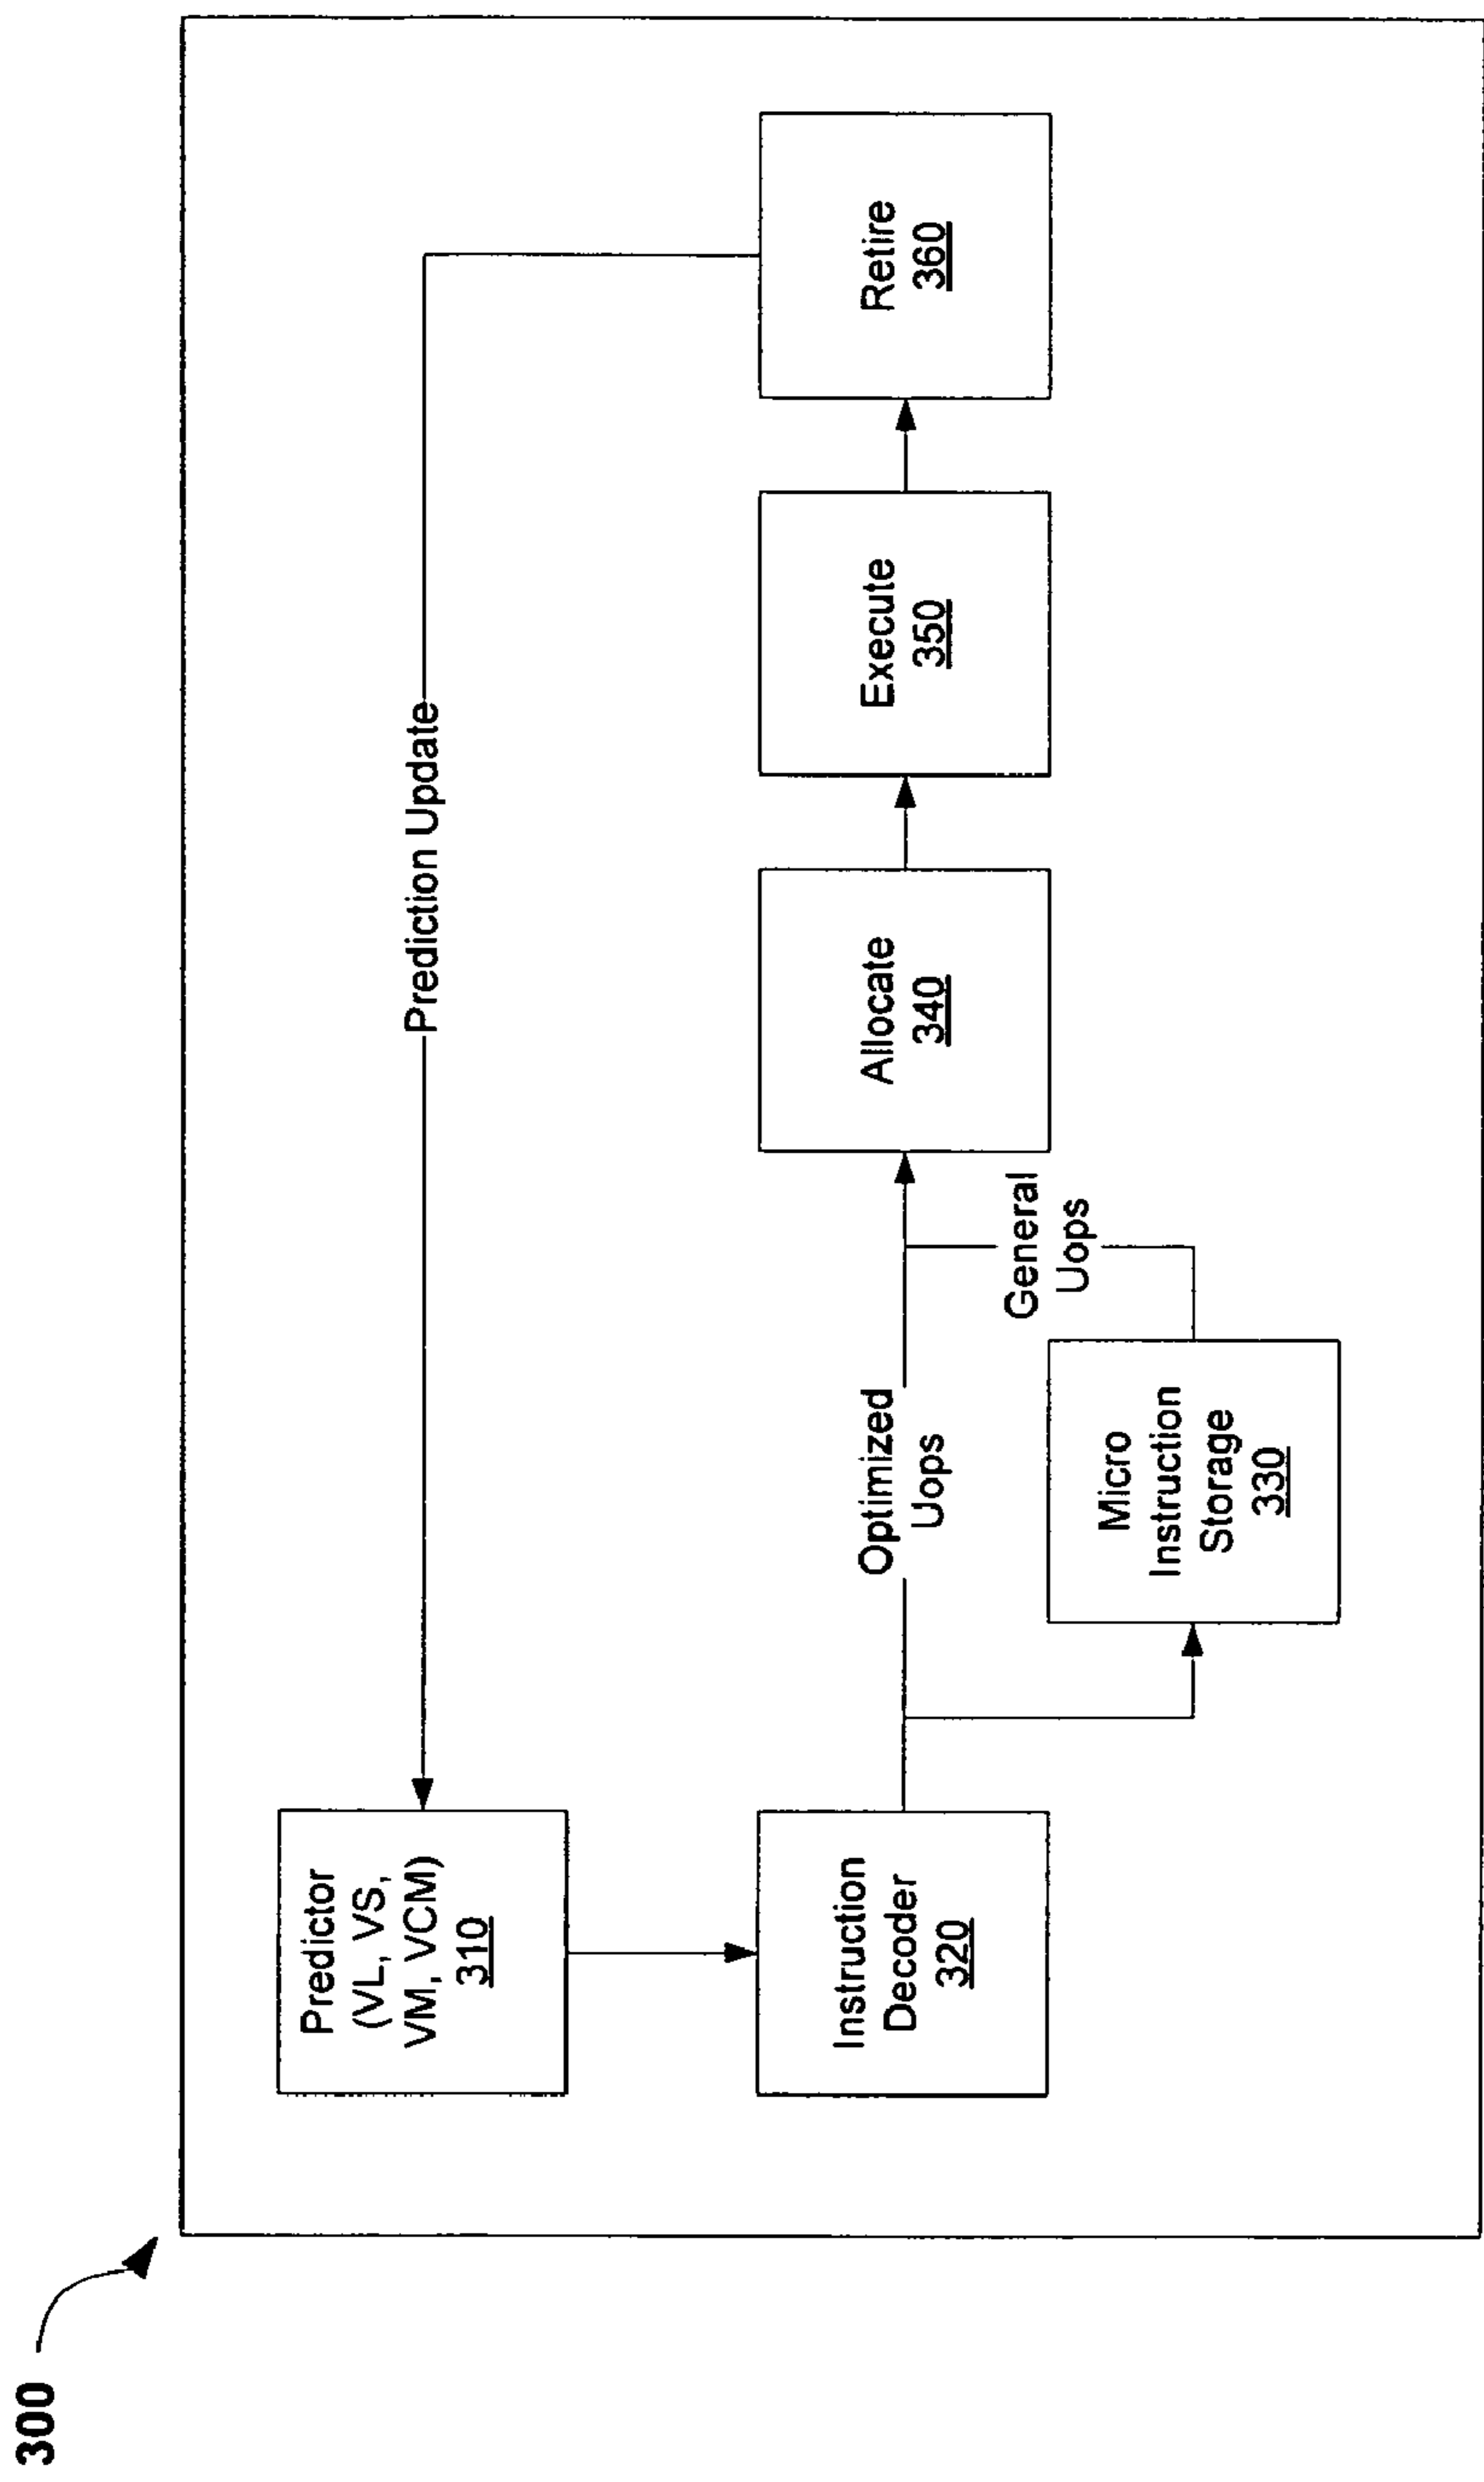 300
Prediction Update
Predictor
(VL, VS,
VM, VCM)
310
Instruction
Decoder
320
Optimized
Uops
Micro
Instruction
Storage
330
General
Uops
Allocate
340
Execute
350
Retire
360